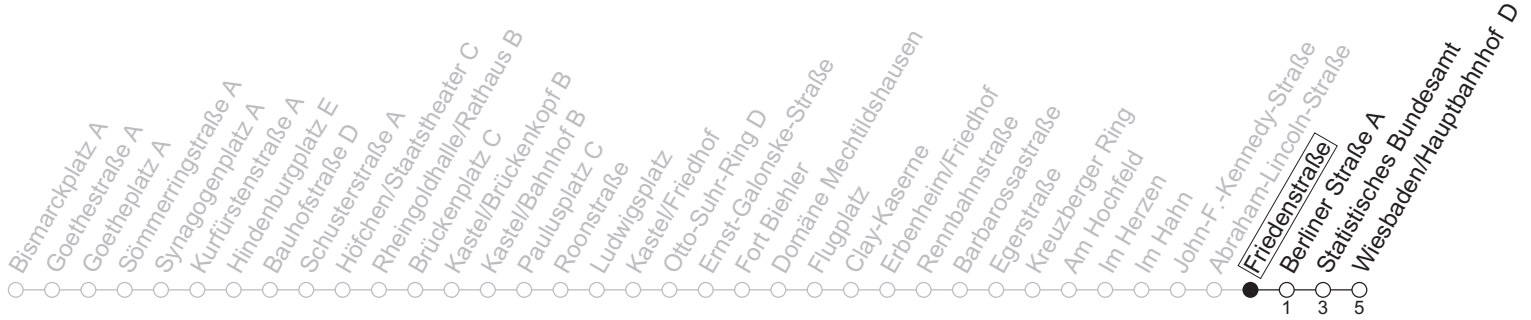 Bismarckplatz A
Goethestraße A
Goetheplatz A
Sömmerringstraße A
Synagogenplatz A
Kurfürstenstraße A
Hindenburgplatz E
Bauhofstraße D
Schusterstraße A
Höfchen/Staatstheater C
Rheingoldhalle/Rathaus B
Brückenplatz C
Kastel/Brückenkopf B
Kastel/Bahnhof B
Paulusplatz C
Roonstraße
Ludwigsplatz
Kastel/Friedhof
Otto-Suhr-Ring D
Ernst-Galonske-Straße
Fort Biehler
Domäne Mechtildshausen
Flugplatz
Clay-Kaserne
Erbenheim/Friedhof
Rennbahnstraße
Barbarossastraße
Egerstraße
Kreuzberger Ring
Am Hochfeld
Im Herzen
Im Hahn
John-F.-Kennedy-Straße
Abraham-Lincoln-Straße
Friedenstraße
Berliner Straße A
Statistisches Bundesamt
Wiesbaden/Hauptbahnhof D
1 3 5